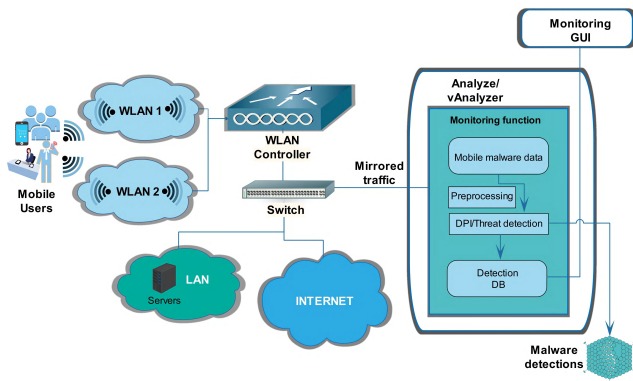 Monitoring
GUI
Analyze/
vAnalyzer
Monitoring function
Mobile malware data
Preprocessing
DPI/Threat detection
Detection
DB
WLAN 1
WLAN 2
Mobile
Users
WLAN
Controller
Mirrored
traffic
Switch
LAN
Servers
INTERNET
Malware
detections